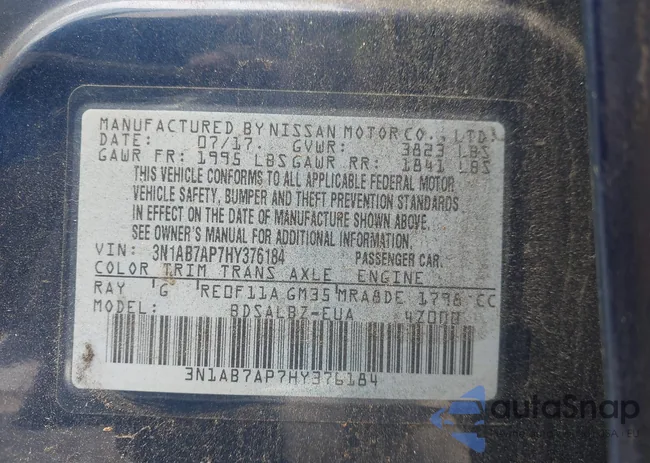 MANUFACTURED BY NISSAN MOTOR CO., LTD.
DATE: 07/17. GVWR: 3823 LBS
GAWR FR: 1995 LBS GAWR RR: 1841 LBS
THIS VEHICLE CONFORMS TO ALL APPLICABLE FEDERAL MOTOR
VEHICLE SAFETY, BUMPER AND THEFT PREVENTION STANDARDS
IN EFFECT ON THE DATE OF MANUFACTURE SHOWN ABOVE.
SEE OWNER'S MANUAL FOR ADDITIONAL INFORMATION.
VIN: 3N1AB7AP7HY376184 PASSENGER CAR.
COLOR TRIM TRANS AXLE ENGINE
RAY G RE0F11A GM35 MRA8DE 1798 CC
MODEL: BDSALBZ-EUA 4Z000
3N1AB7AP7HY376184
autoSnap